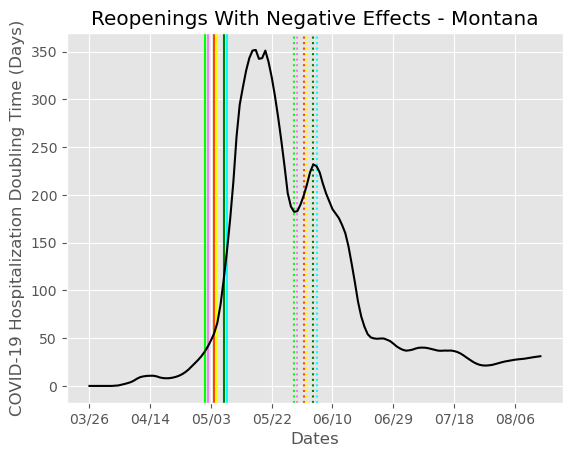 Reopenings With Negative Effects - Montana
COVID-19 Hospitalization Doubling Time (Days)
350
300
250
200
150
100
50
0
03/26 04/14 05/03 05/22 06/10 06/29 07/18 08/06
Dates